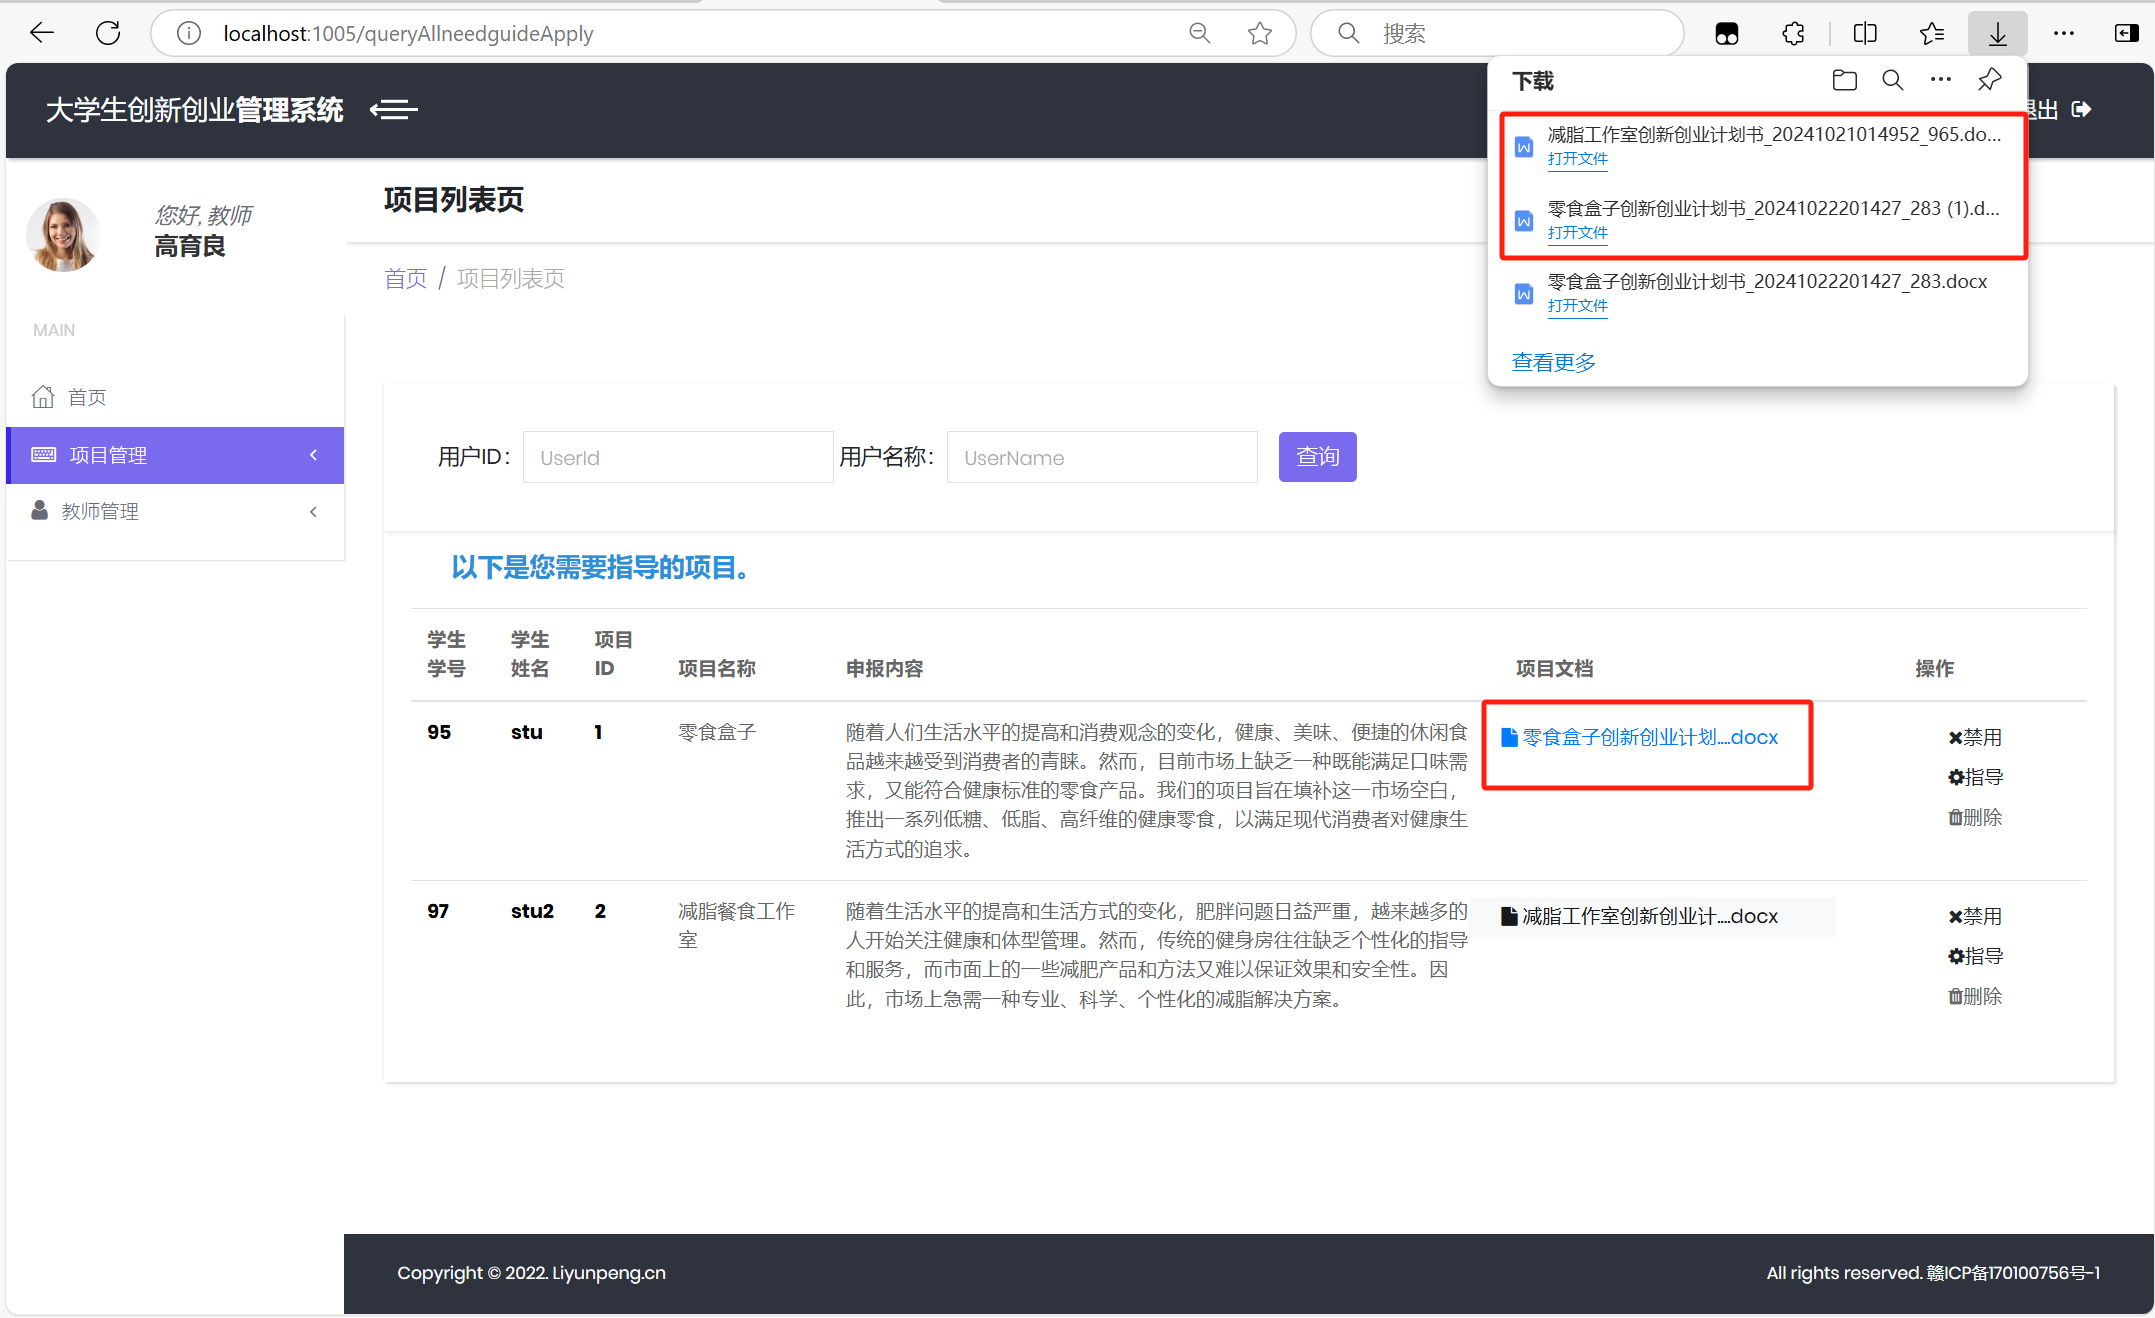 localhost:1005/queryAllneedguideApply
搜索
大学生创新创业管理系统
退出
下载
减脂工作室创新创业计划书_20241021014952_965.do...
打开文件
零食盒子创新创业计划书_20241022201427_283 (1).d...
打开文件
零食盒子创新创业计划书_20241022201427_283.docx
打开文件
查看更多
您好, 教师
高育良
MAIN
首页
项目管理
教师管理
项目列表页
首页 / 项目列表页
用户ID： UserId 用户名称： UserName 查询
以下是您需要指导的项目。
学生学号 学生姓名 项目ID 项目名称 申报内容 项目文档 操作
95 stu 1 零食盒子
随着人们生活水平的提高和消费观念的变化，健康、美味、便捷的休闲食
品越来越受到消费者的青睐。然而，目前市场上缺乏一种既能满足口味需
求，又能符合健康标准的零食产品。我们的项目旨在填补这一市场空白，
推出一系列低糖、低脂、高纤维的健康零食，以满足现代消费者对健康生
活方式的追求。
零食盒子创新创业计划....docx
禁用
指导
删除
97 stu2 2 减脂餐食工作室
随着生活水平的提高和生活方式的变化，肥胖问题日益严重，越来越多的
人开始关注健康和体型管理。然而，传统的健身房往往缺乏个性化的指导
和服务，而市面上的一些减肥产品和方法又难以保证效果和安全性。因
此，市场上急需一种专业、科学、个性化的减脂解决方案。
减脂工作室创新创业计....docx
禁用
指导
删除
Copyright © 2022. Liyunpeng.cn
All rights reserved. 赣ICP备170100756号-1